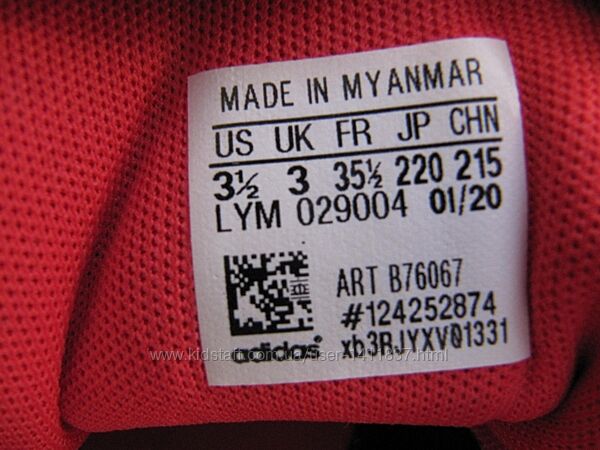 MADE IN MYANMAR
US UK FR JP CHN
3½ 3 35½ 220 215
LYM 029004 01/20
ART B76067
#124252874
adidas xb3RJYXV01331
www.kidstaff.com.ua/user-1411837.html